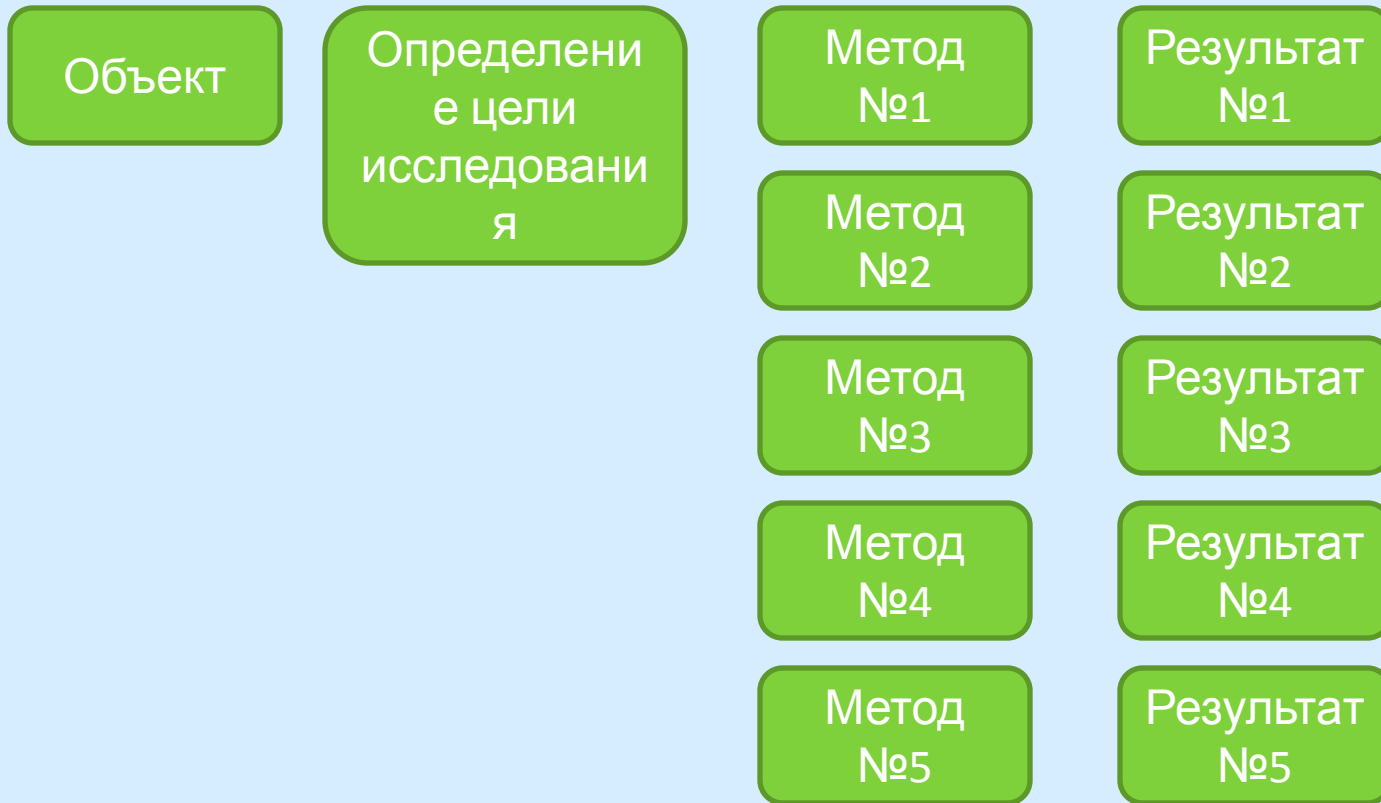 Объект
Определени
е цели
исследовани
я
Метод
№1
Результат
№1
Метод
№2
Результат
№2
Метод
№3
Результат
№3
Метод
№4
Результат
№4
Метод
№5
Результат
№5